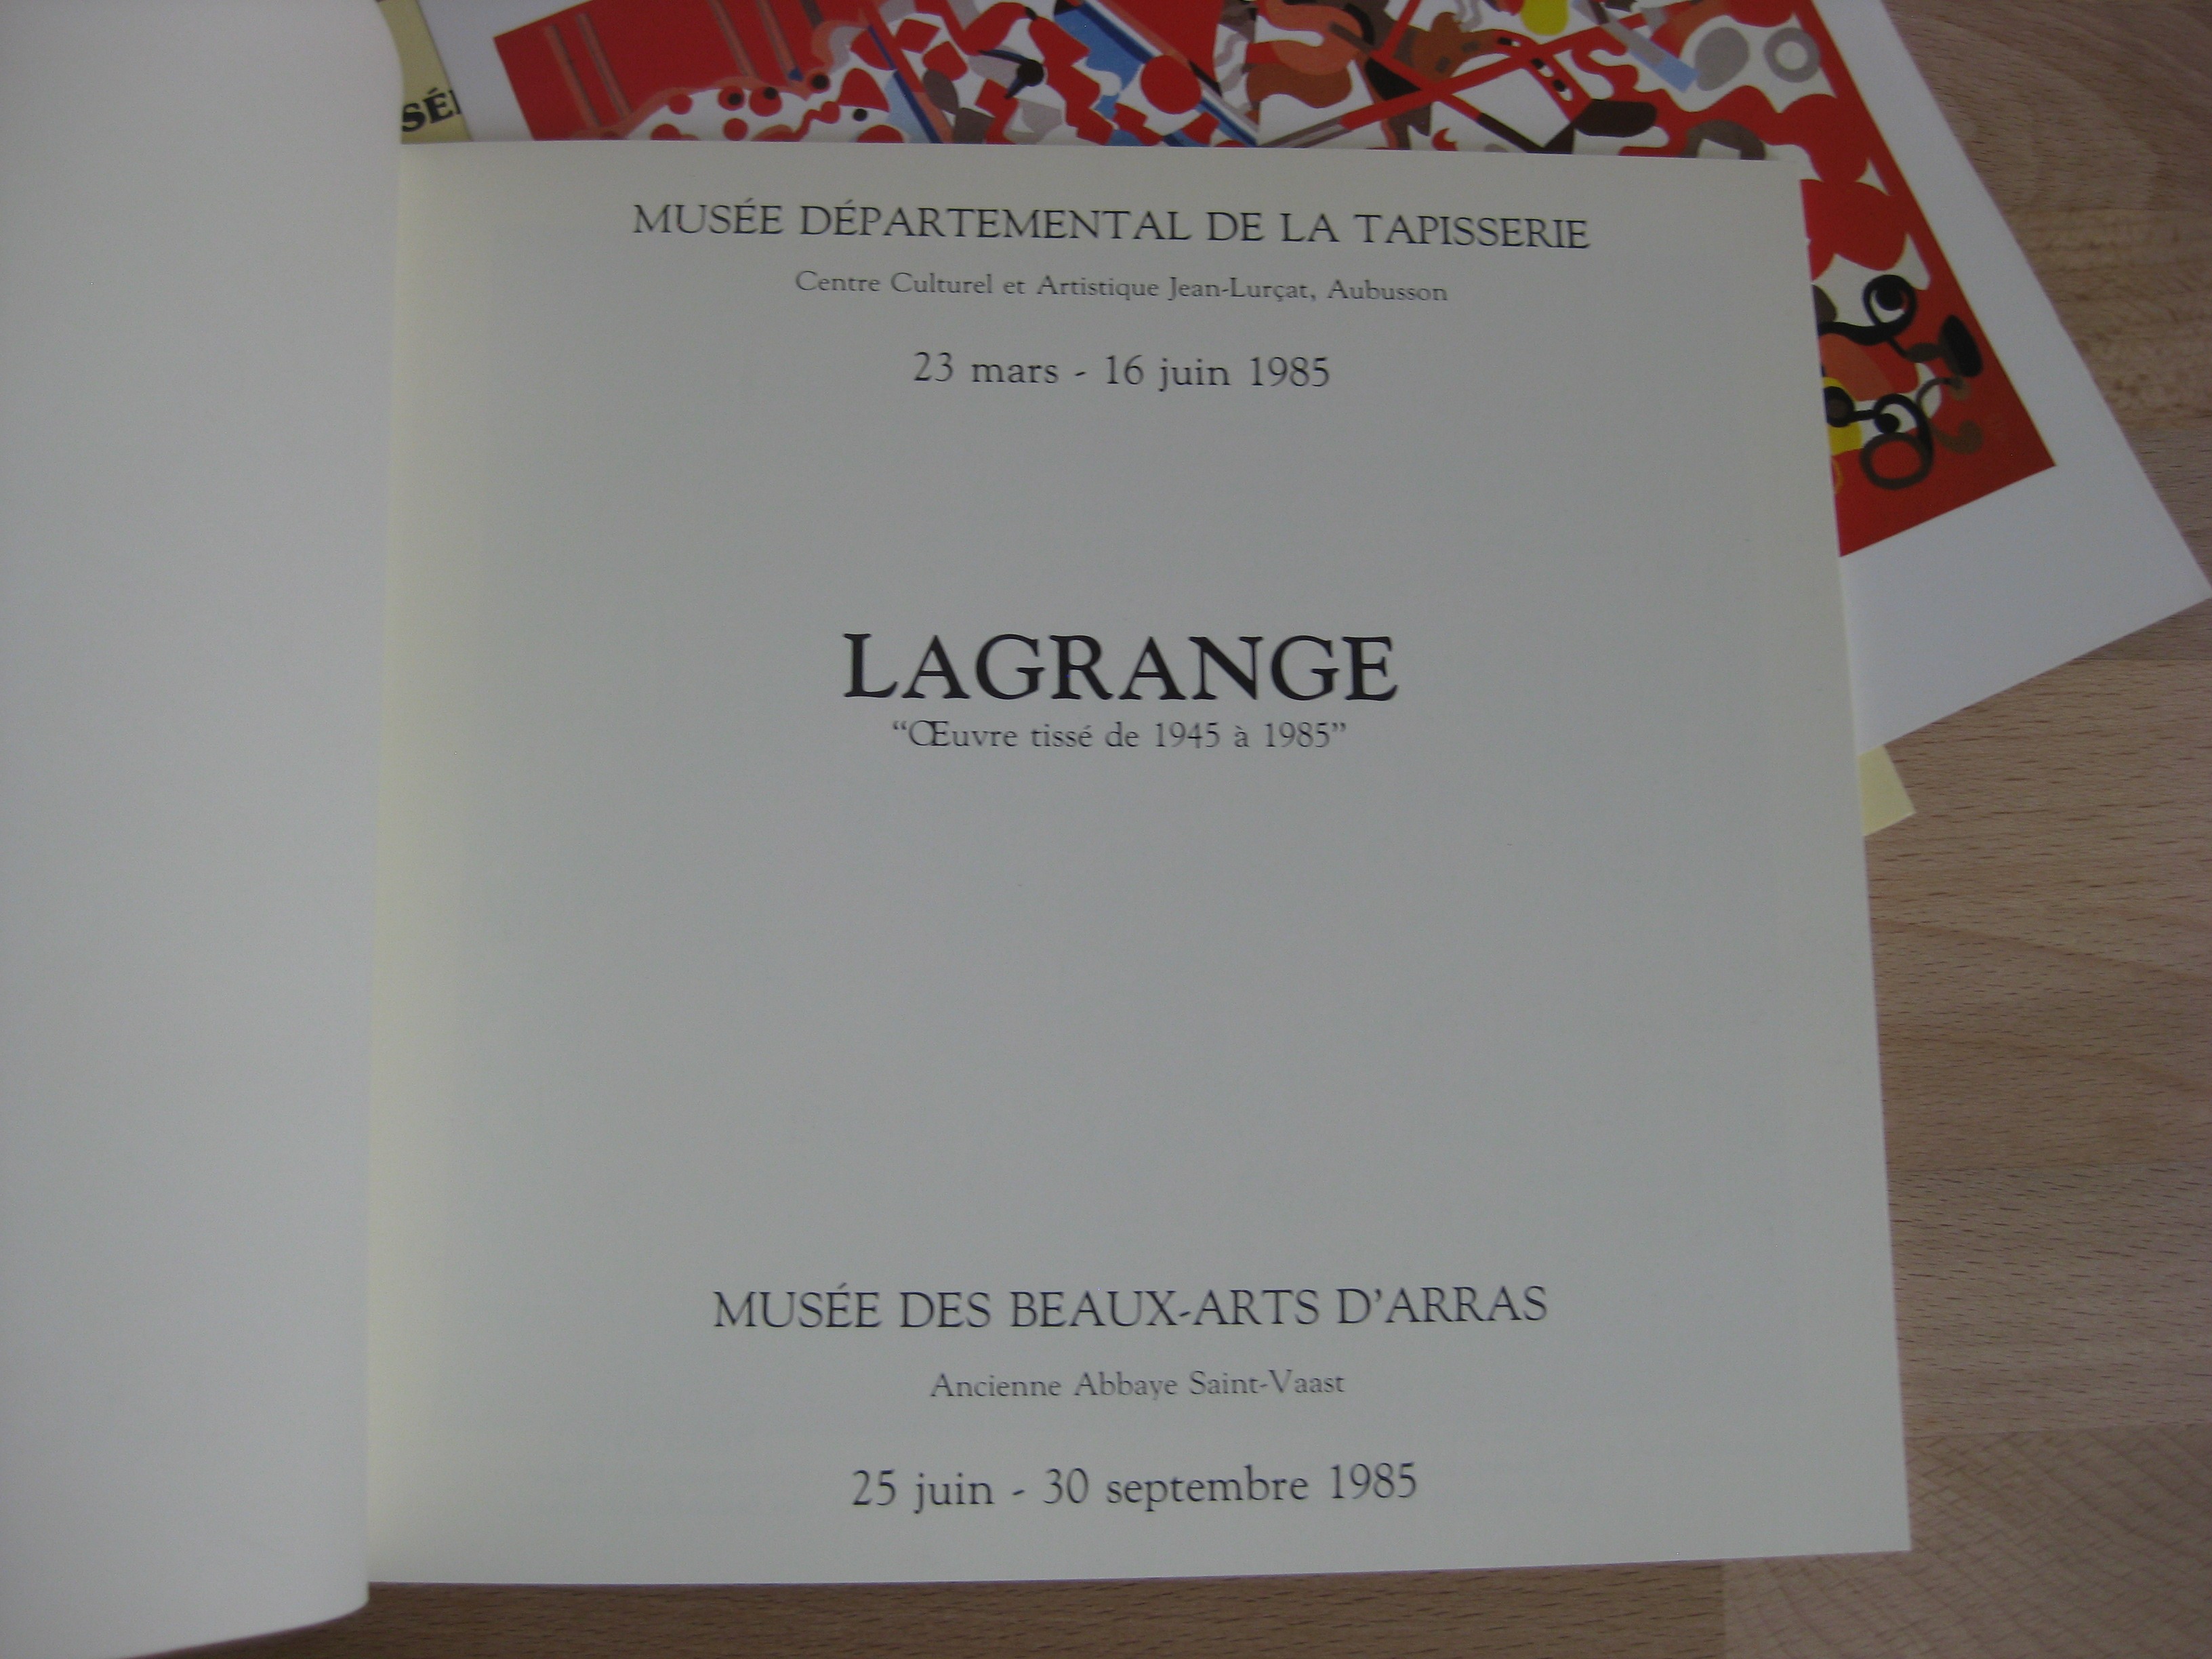 MUSÉE DÉPARTEMENTAL DE LA TAPISSERIE
Centre Culturel et Artistique Jean-Lurçat, Aubusson
23 mars - 16 juin 1985
LAGRANGE
“Œuvre tissé de 1945 à 1985”
MUSÉE DES BEAUX-ARTS D’ARRAS
Ancienne Abbaye Saint-Vaast
25 juin - 30 septembre 1985